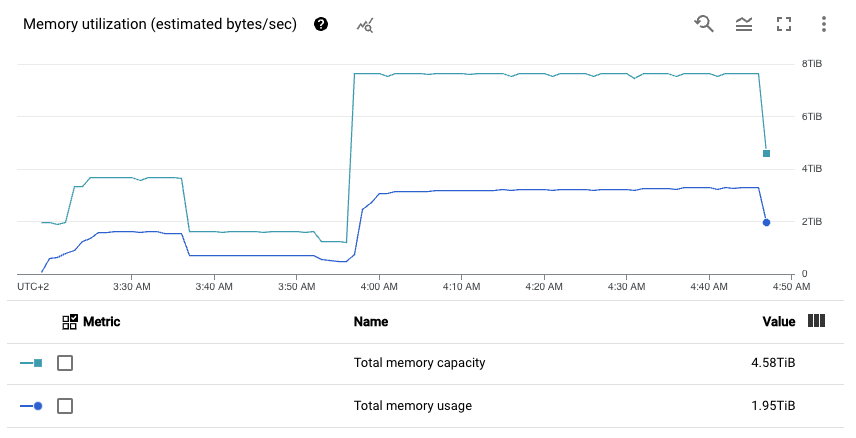 Memory utilization (estimated bytes/sec)
8TiB
6TiB
4TiB
2TiB
0
UTC+2 3:30 AM 3:40 AM 3:50 AM 4:00 AM 4:10 AM 4:20 AM 4:30 AM 4:40 AM 4:50 AM
Metric Name Value
Total memory capacity 4.58TiB
Total memory usage 1.95TiB